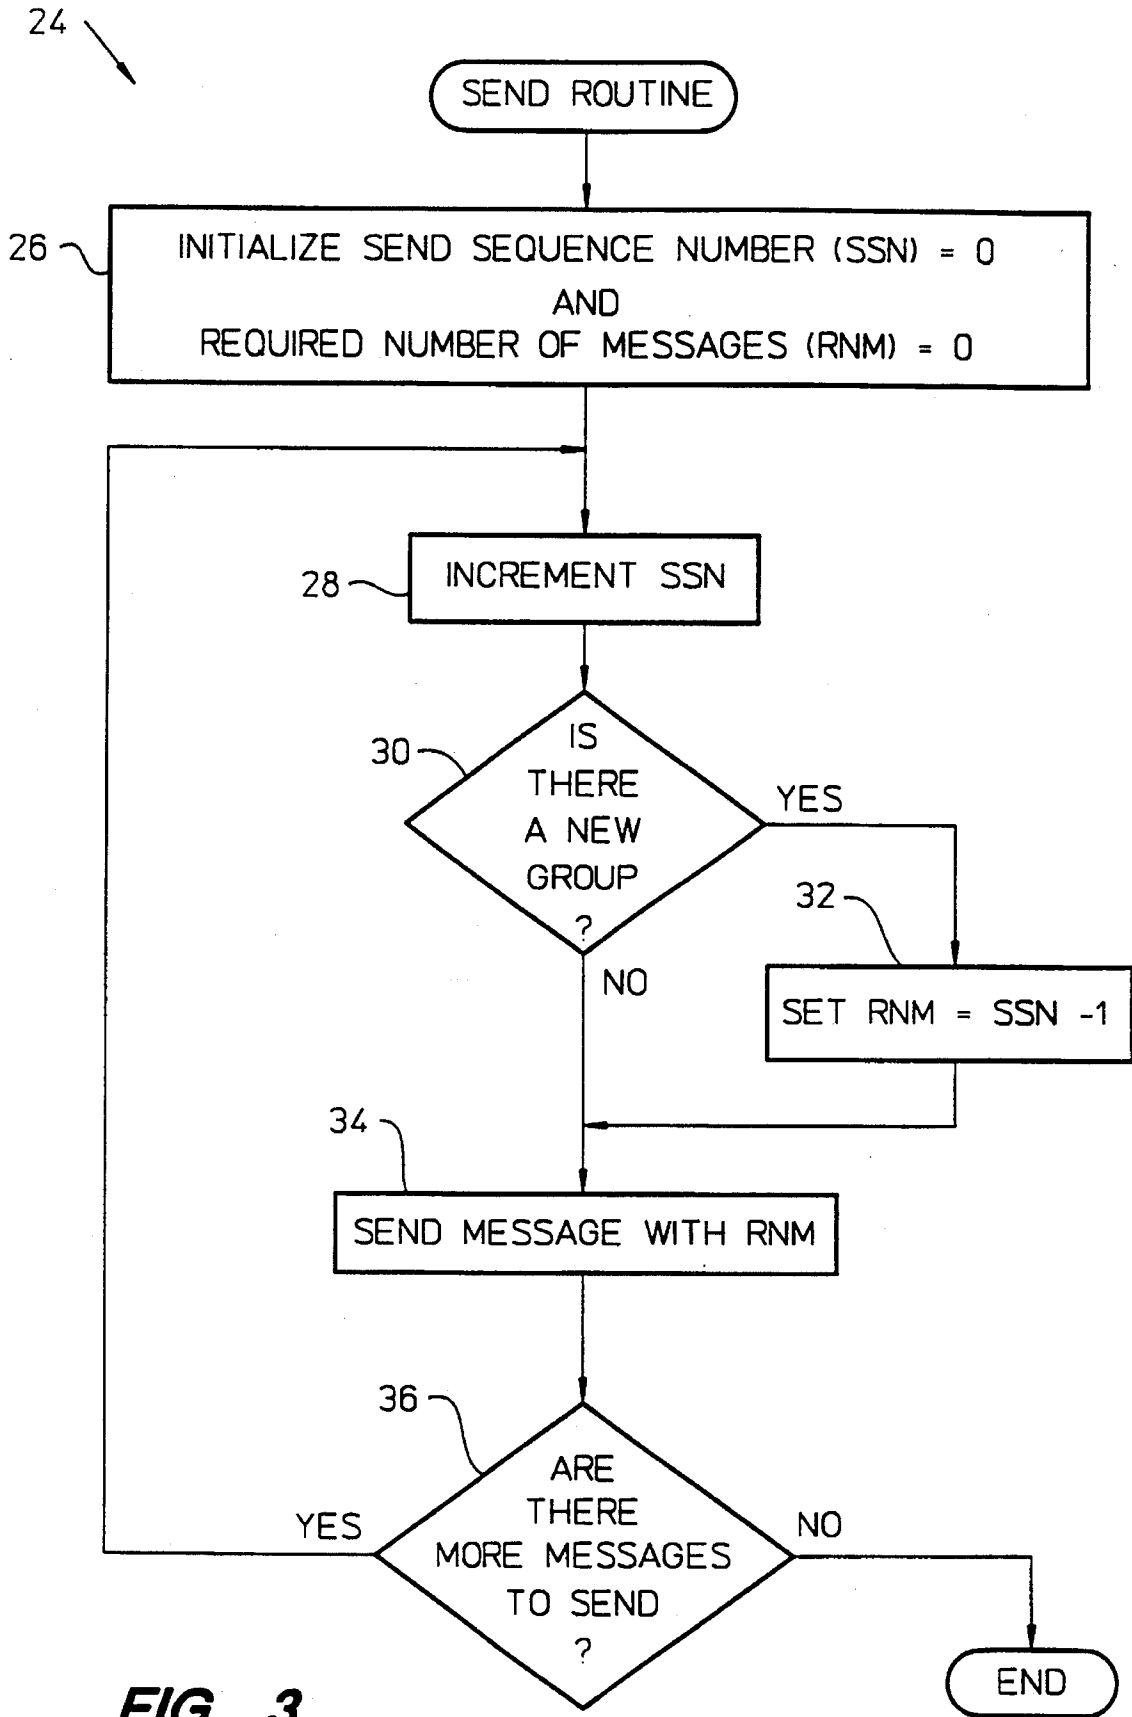 24
SEND ROUTINE
26
INITIALIZE SEND SEQUENCE NUMBER (SSN) = 0
AND
REQUIRED NUMBER OF MESSAGES (RNM) = 0
28
INCREMENT SSN
30
IS
THERE
A NEW
GROUP
?
YES
NO
32
SET RNM = SSN -1
34
SEND MESSAGE WITH RNM
36
ARE
THERE
MORE MESSAGES
TO SEND
?
YES
NO
END
FIG. 3